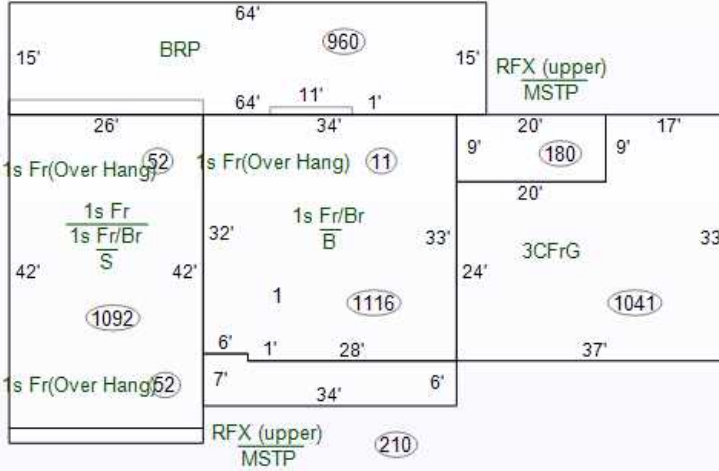 64'
BRP
960
15'
15'
RFX (upper)
MSTP
64'
11'
1'
26'
34'
20'
17'
1s Fr(Over Hang)
52
1s Fr(Over Hang)
11
9'
180
9'
20'
1s Fr
1s Fr/Br
S
1s Fr/Br
B
32'
33'
3CFrG
33
42'
42'
24'
1
1092
1116
1041
6'
1'
28'
37'
1s Fr(Over Hang)
52
7'
34'
6'
RFX (upper)
MSTP
210